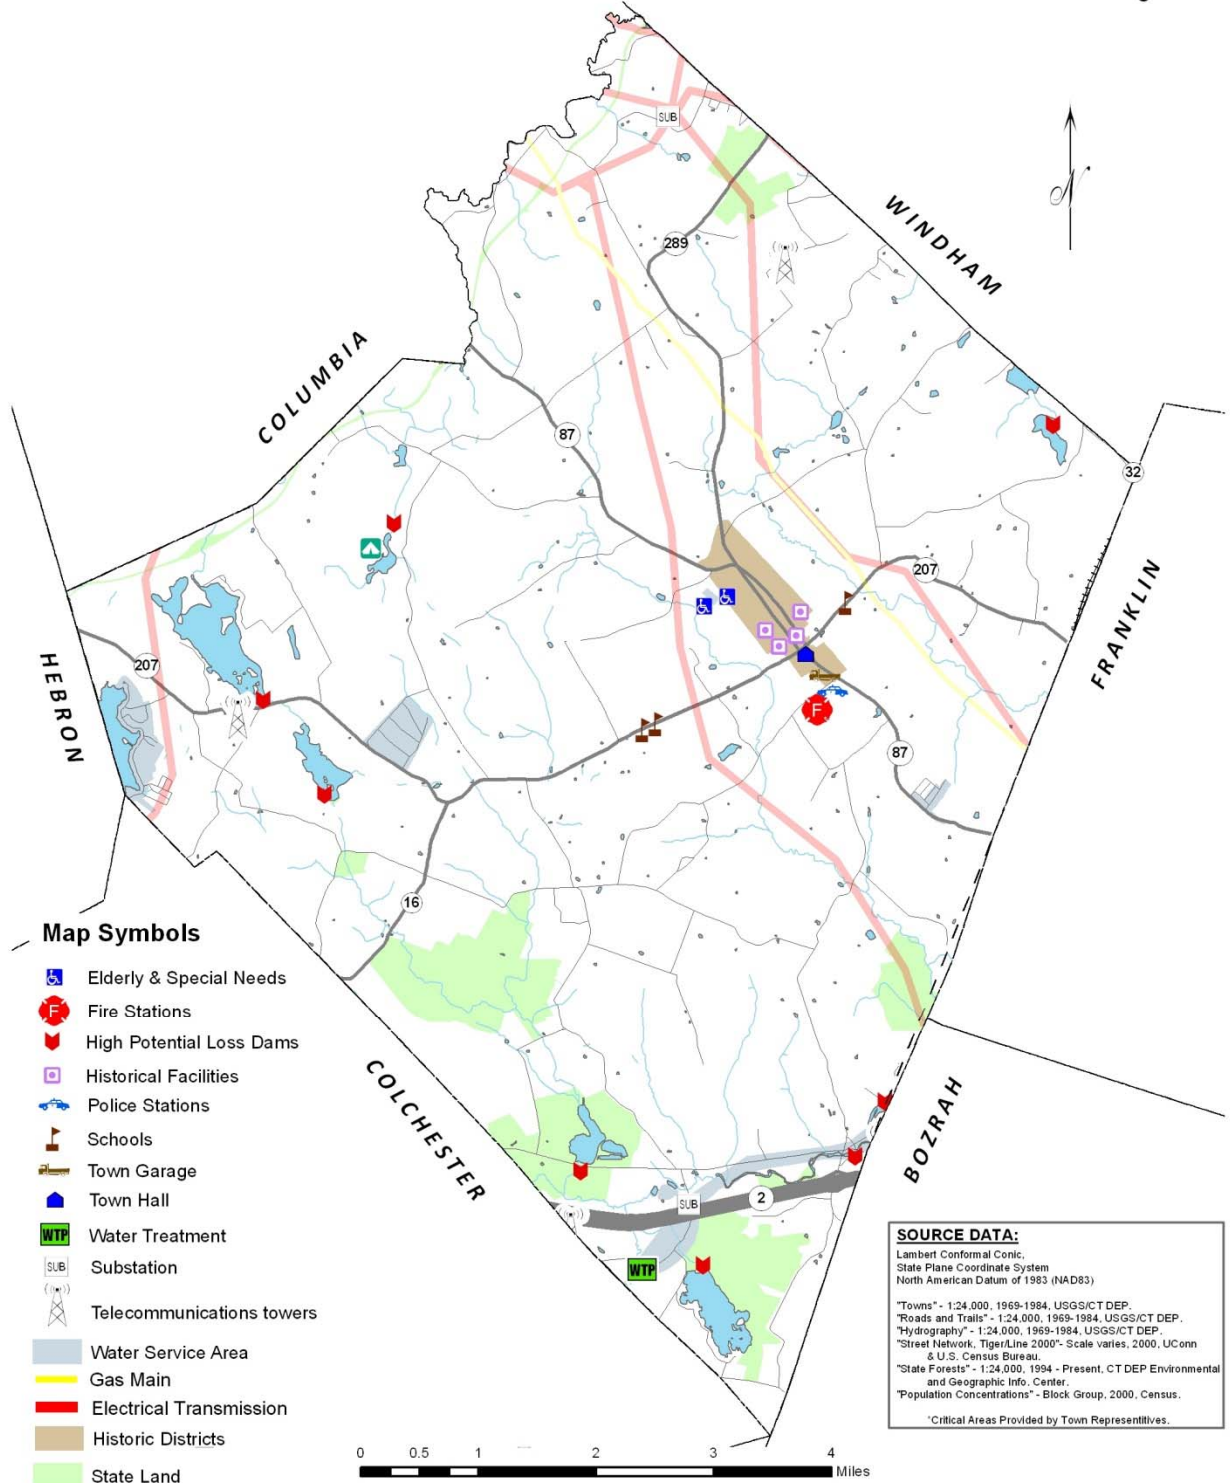 SUB
WINDHAM
N
289
COLUMBIA
87
32
207
FRANKLIN
HEBRON
207
F
87
16
Map Symbols
Elderly & Special Needs
F
Fire Stations
High Potential Loss Dams
Historical Facilities
Police Stations
Schools
Town Garage
Town Hall
WTP
Water Treatment
SUB
Substation
Telecommunications towers
Water Service Area
Gas Main
Electrical Transmission
Historic Districts
State Land
COLCHESTER
BOZRAH
SUB
2
WTP
SOURCE DATA:
Lambert Conformal Conic,
State Plane Coordinate System
North American Datum of 1983 (NAD83)
"Towns" - 1:24,000, 1969-1984, USGS/CT DEP.
"Roads and Trails" - 1:24,000, 1969-1984, USGS/CT DEP.
"Hydrography" - 1:24,000, 1969-1984, USGS/CT DEP.
"Street Network, Tiger/Line 2000"- Scale varies, 2000, UConn
& U.S. Census Bureau.
"State Forests" - 1:24,000, 1994 - Present, CT DEP Environmental
and Geographic Info. Center.
"Population Concentrations" - Block Group, 2000, Census.
*Critical Areas Provided by Town Representitives.
0 0.5 1 2 3 4
Miles